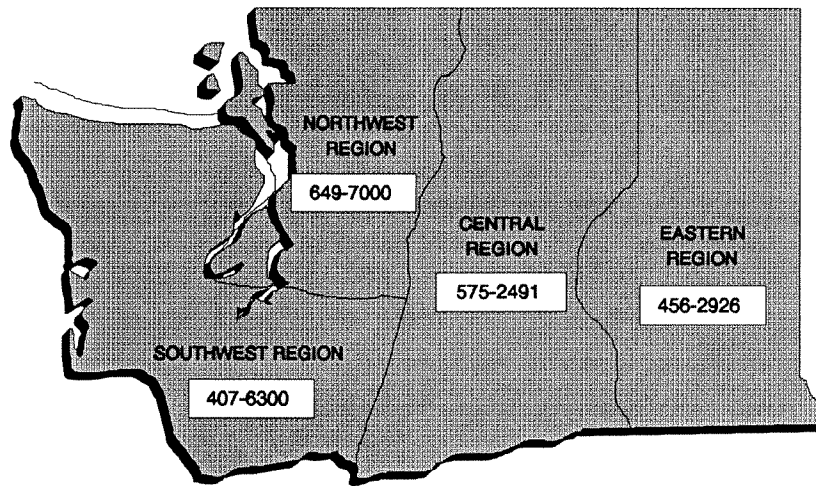 NORTHWEST
REGION
649-7000
CENTRAL
REGION
575-2491
EASTERN
REGION
456-2926
SOUTHWEST REGION
407-6300